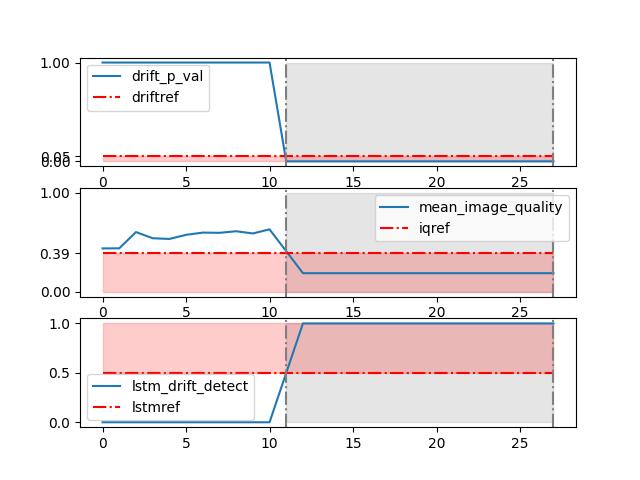 1.00
drift_p_val
driftref
0.05
0.00
0 5 10 15 20 25
1.00
mean_image_quality
iqref
0.39
0.00
0 5 10 15 20 25
1.0
0.5
lstm_drift_detect
lstmref
0.0
0 5 10 15 20 25